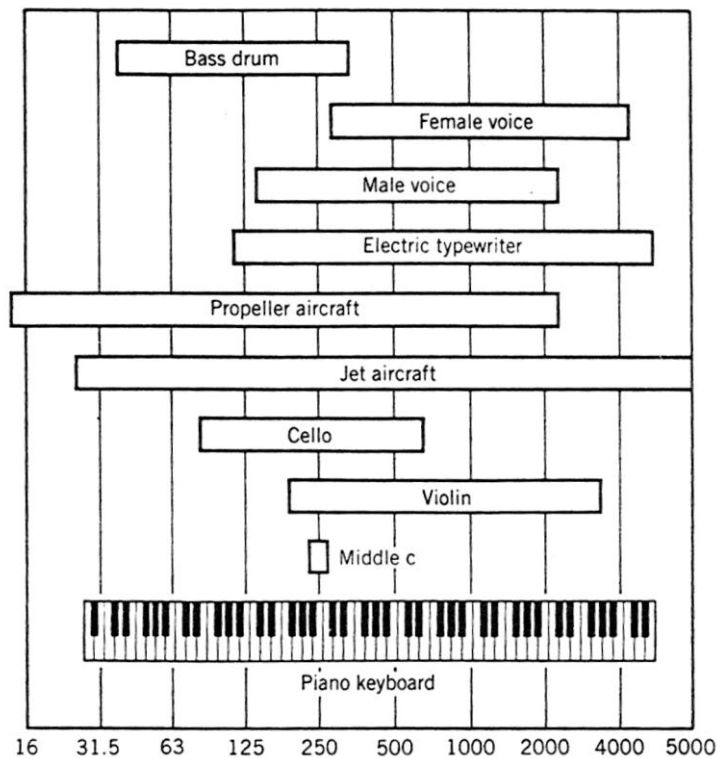 Bass drum
Female voice
Male voice
Electric typewriter
Propeller aircraft
Jet aircraft
Cello
Violin
Middle c
Piano keyboard
16 31.5 63 125 250 500 1000 2000 4000 5000